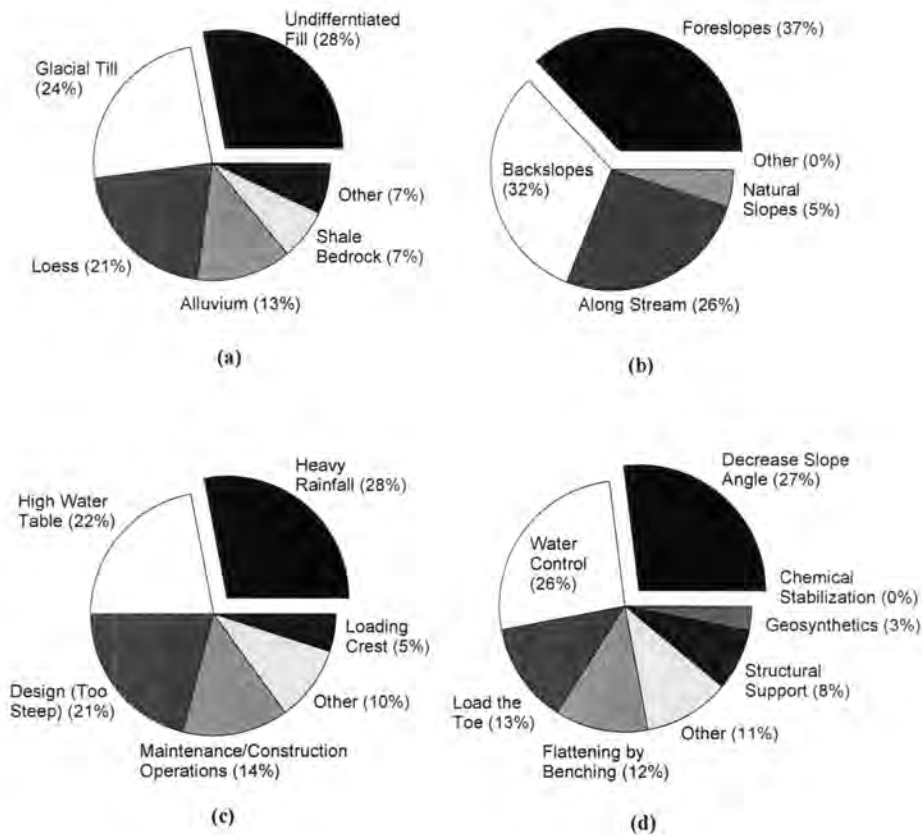 Undifferntiated
Fill (28%)
Glacial Till
(24%)
Other (7%)
Shale
Bedrock (7%)
Loess (21%)
Alluvium (13%)
(a)
Foreslopes (37%)
Other (0%)
Backslopes
(32%)
Natural
Slopes (5%)
Along Stream (26%)
(b)
Heavy
Rainfall (28%)
High Water
Table (22%)
Loading
Crest (5%)
Design (Too
Steep) (21%)
Other (10%)
Maintenance/Construction
Operations (14%)
(c)
Decrease Slope
Angle (27%)
Water
Control
(26%)
Chemical
Stabilization (0%)
Geosynthetics (3%)
Structural
Support (8%)
Load the
Toe (13%)
Other (11%)
Flattening by
Benching (12%)
(d)